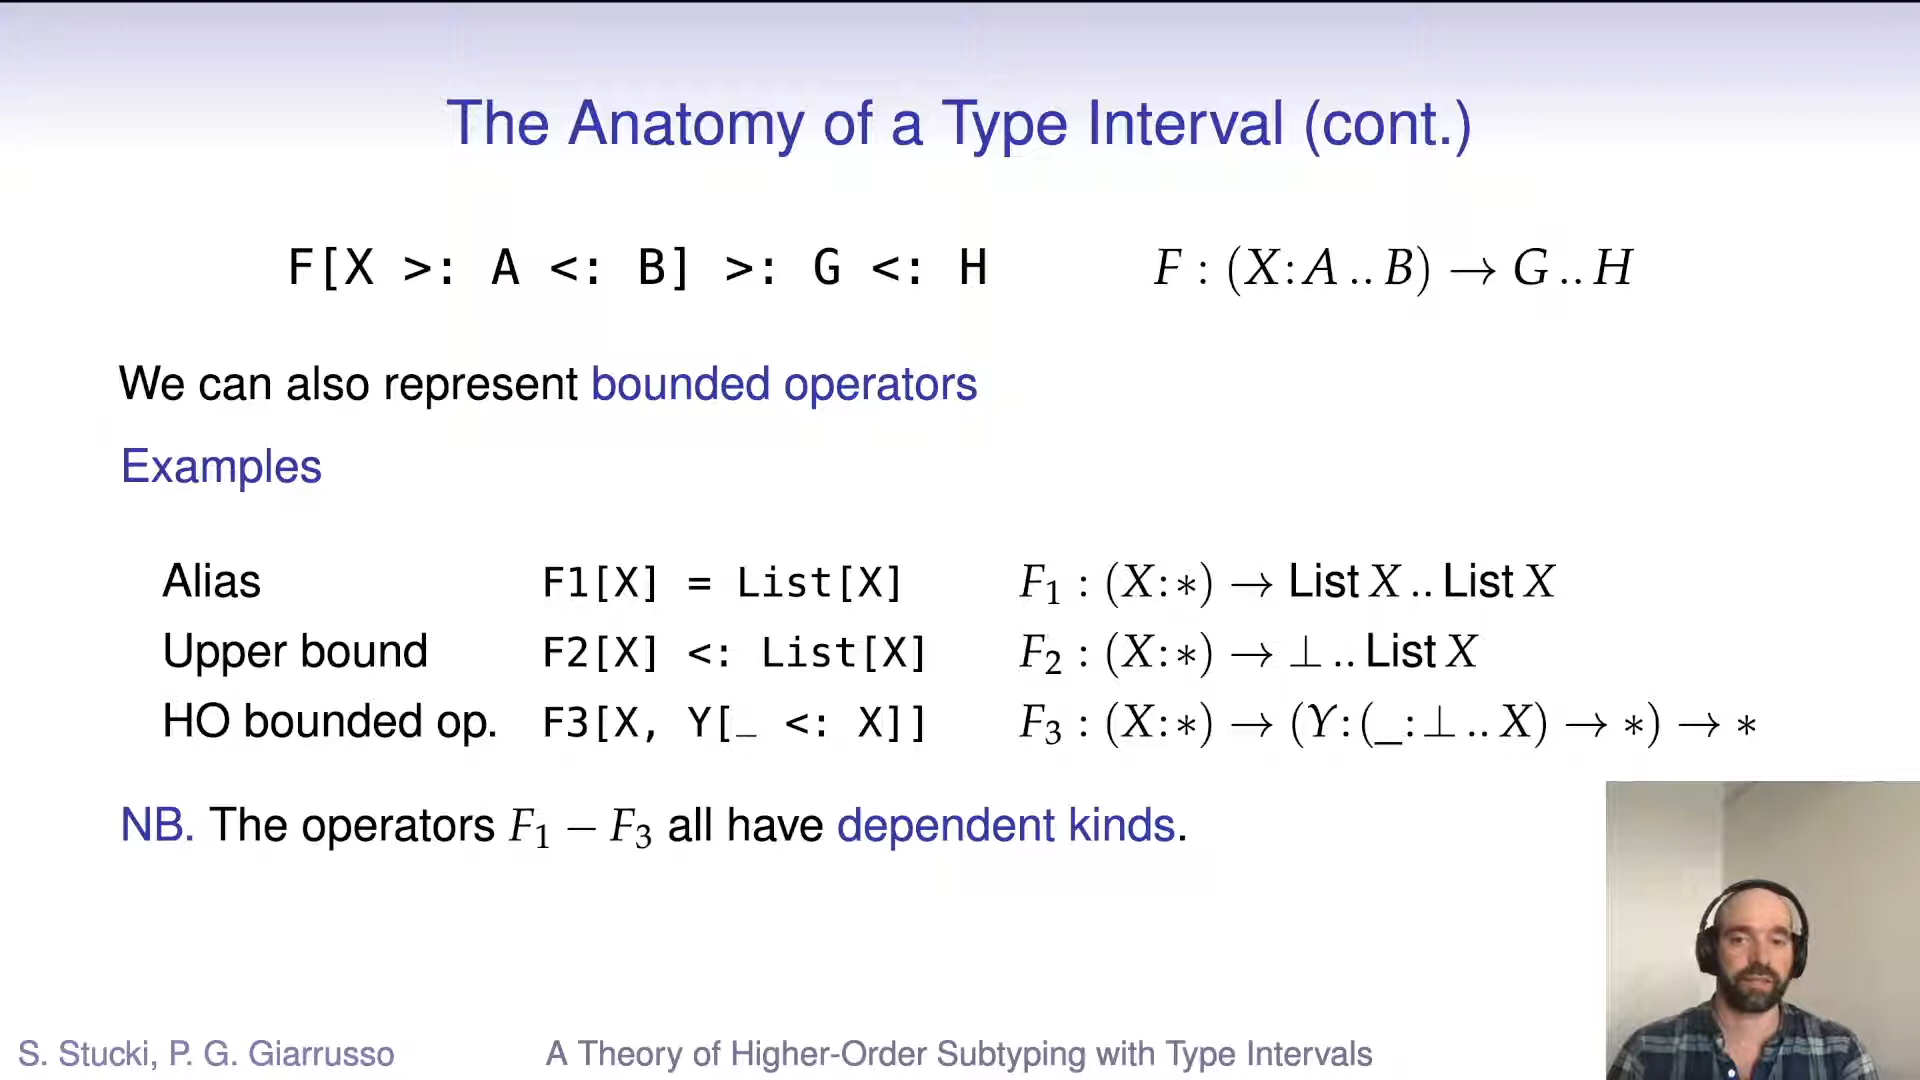 The Anatomy of a Type Interval (cont.)
F[X >: A <: B] >: G <: H F : (X:A .. B) → G .. H
We can also represent bounded operators
Examples
Alias F1[X] = List[X] F₁ : (X:∗) → List X .. List X
Upper bound F2[X] <: List[X] F₂ : (X:∗) → ⊥ .. List X
HO bounded op. F3[X, Y[_ <: X]] F₃ : (X:∗) → (Y:(_:⊥ .. X) → ∗) → ∗
NB. The operators F₁ − F₃ all have dependent kinds.
S. Stucki, P. G. Giarrusso A Theory of Higher-Order Subtyping with Type Intervals